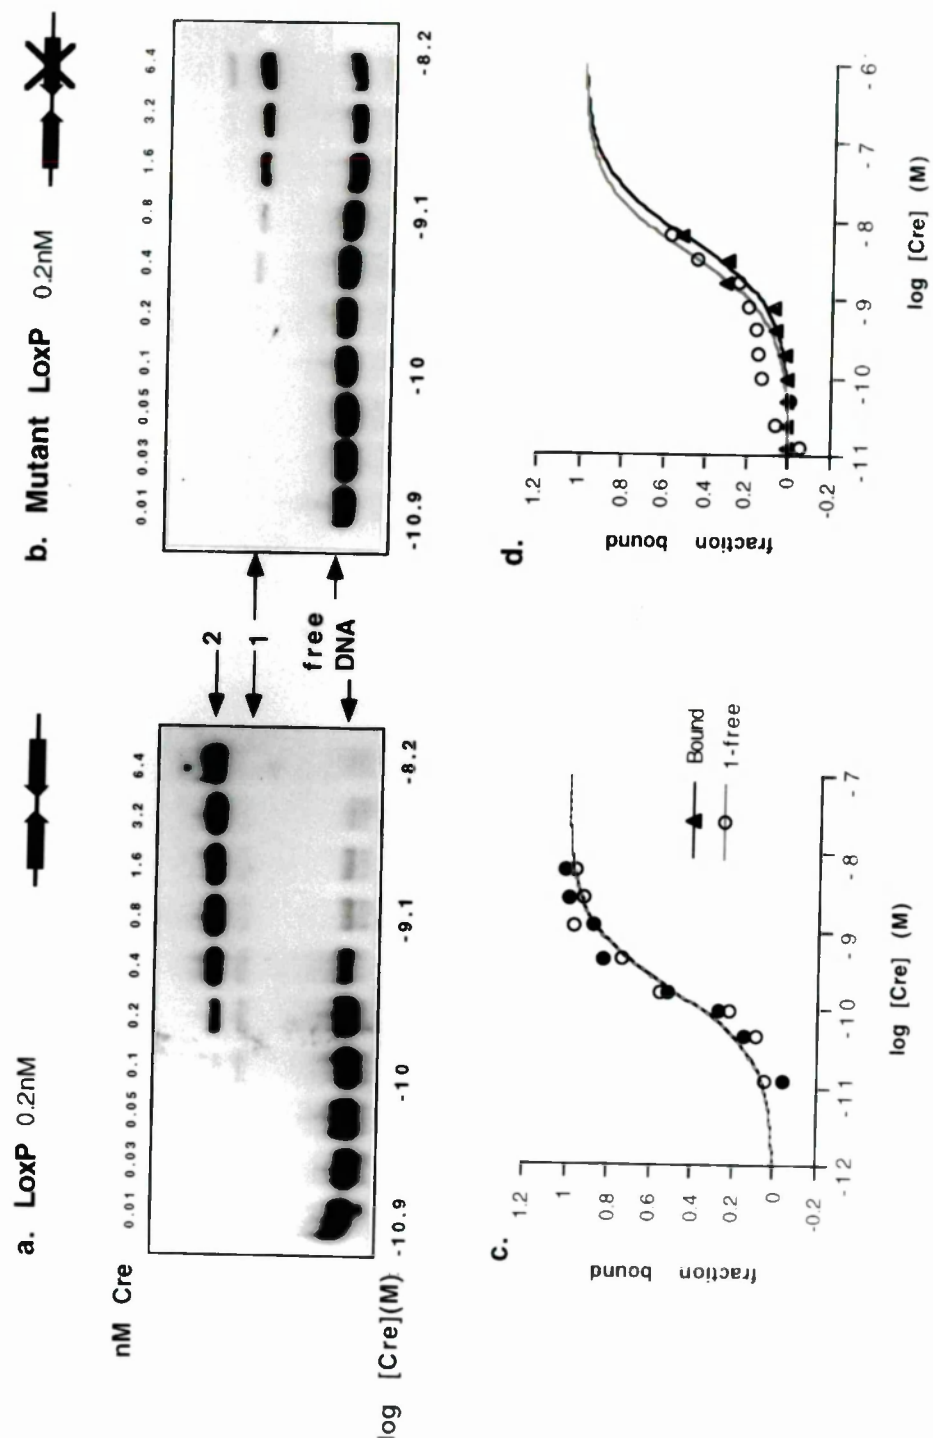 a. LoxP 0.2nM
b. Mutant LoxP 0.2nM
nM Cre
0.01 0.03 0.05 0.1 0.2 0.4 0.8 1.6 3.2 6.4
0.01 0.03 0.05 0.1 0.2 0.4 0.8 1.6 3.2 6.4
2
1
free
DNA
log [Cre](M)
-10.9 -10 -9.1 -8.2
-10.9 -10 -9.1 -8.2
c.
fraction bound
1.2
1
0.8
0.6
0.4
0.2
0
-0.2
-12 -11 -10 -9 -8 -7
log [Cre] (M)
Bound
1-free
d.
fraction bound
1.2
1
0.8
0.6
0.4
0.2
0
-0.2
-11 -10 -9 -8 -7 -6
log [Cre] (M)